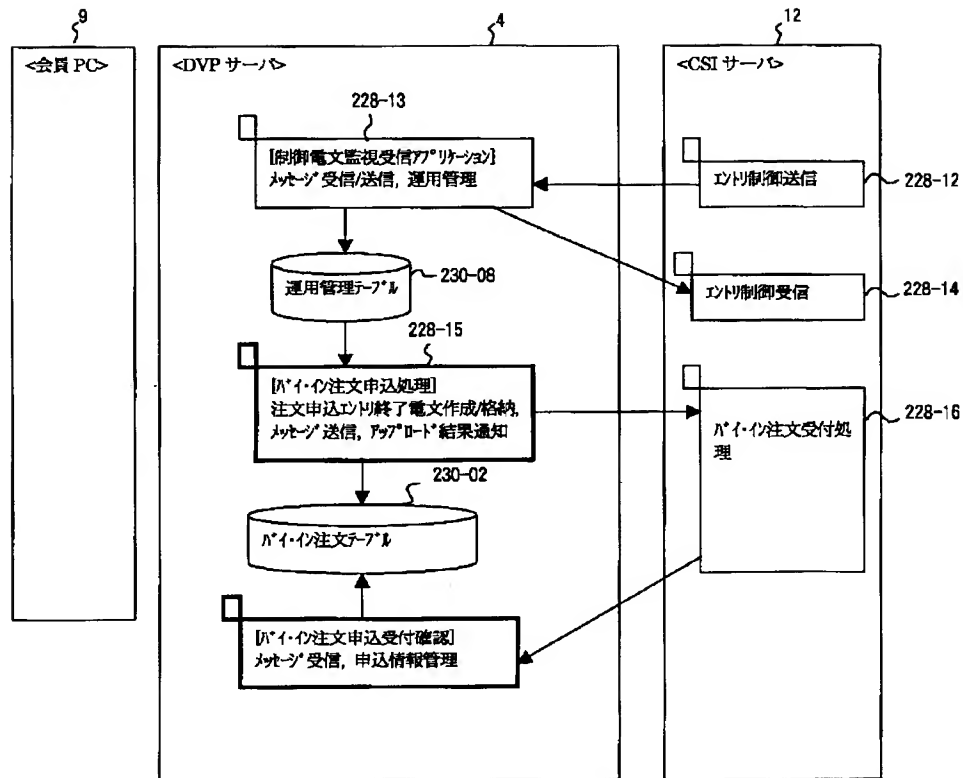 9
4
12
<会員 PC>
<DVP サーバ>
<CSI サーバ>
228-13
[制御電文監視受信アプリケーション]
メッセージ受信/送信, 運用管理
エントリ制御送信
228-12
運用管理テーブル
230-08
エントリ制御受信
228-14
228-15
[バイ・イン注文申込処理]
注文申込エントリ終了電文作成/格納,
メッセージ送信, アップロード結果通知
バイ・イン注文受付処
理
228-16
230-02
バイ・イン注文テーブル
[バイ・イン注文申込受付確認]
メッセージ受信, 申込情報管理